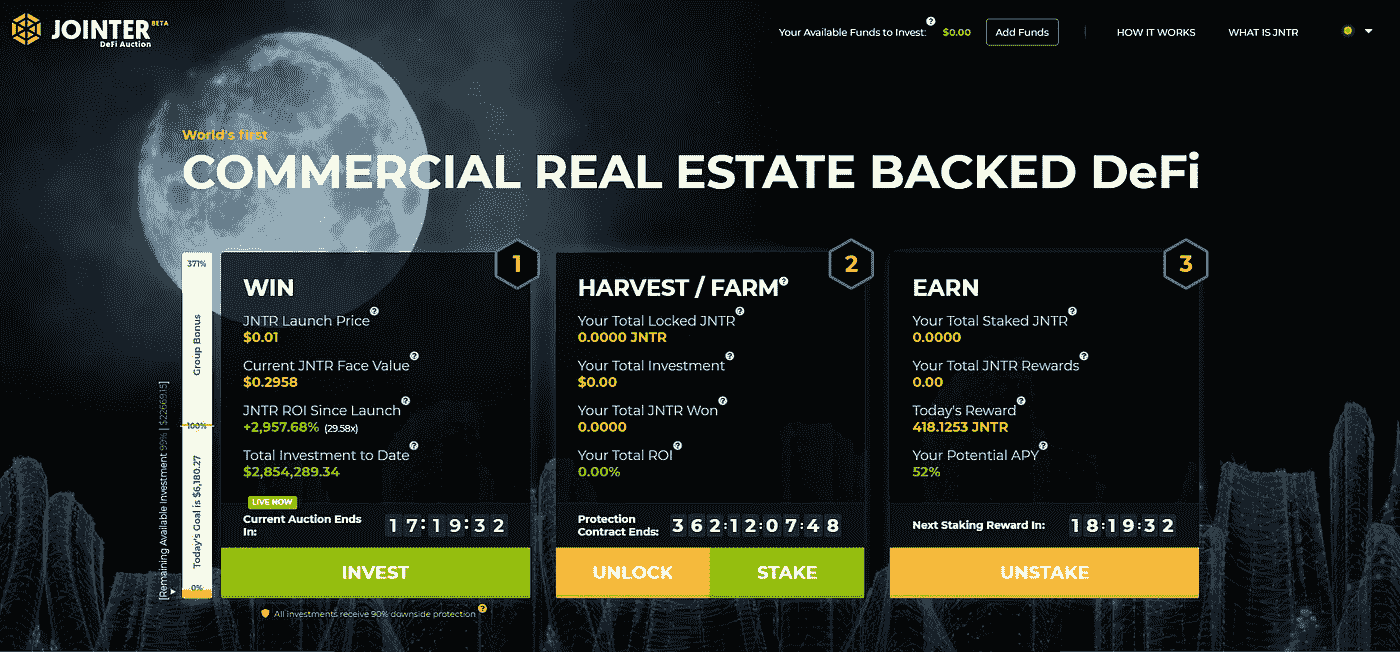 JOINTER BETA
DeFi Auction
Your Available Funds to Invest: ? $0.00 Add Funds HOW IT WORKS WHAT IS JNTR
World's first
COMMERCIAL REAL ESTATE BACKED DeFi
371%
Group Bonus
100%
Today's Goal is $6,180.27
0%
[Remaining Available Investment 99% | $22669.15]
1
WIN
JNTR Launch Price ?
$0.01
Current JNTR Face Value ?
$0.2958
JNTR ROI Since Launch ?
+2,957.68% (29.58x)
Total Investment to Date ?
$2,854,289.34
LIVE NOW
Current Auction Ends
In:
17:19:32
INVEST
All investments receive 90% downside protection ?
2
HARVEST / FARM ?
Your Total Locked JNTR ?
0.0000 JNTR
Your Total Investment ?
$0.00
Your Total JNTR Won ?
0.0000
Your Total ROI ?
0.00%
Protection
Contract Ends:
362:12:07:48
UNLOCK STAKE
3
EARN
Your Total Staked JNTR ?
0.0000
Your Total JNTR Rewards ?
0.00
Today's Reward ?
418.1253 JNTR
Your Potential APY ?
52%
Next Staking Reward In: 18:19:32
UNSTAKE